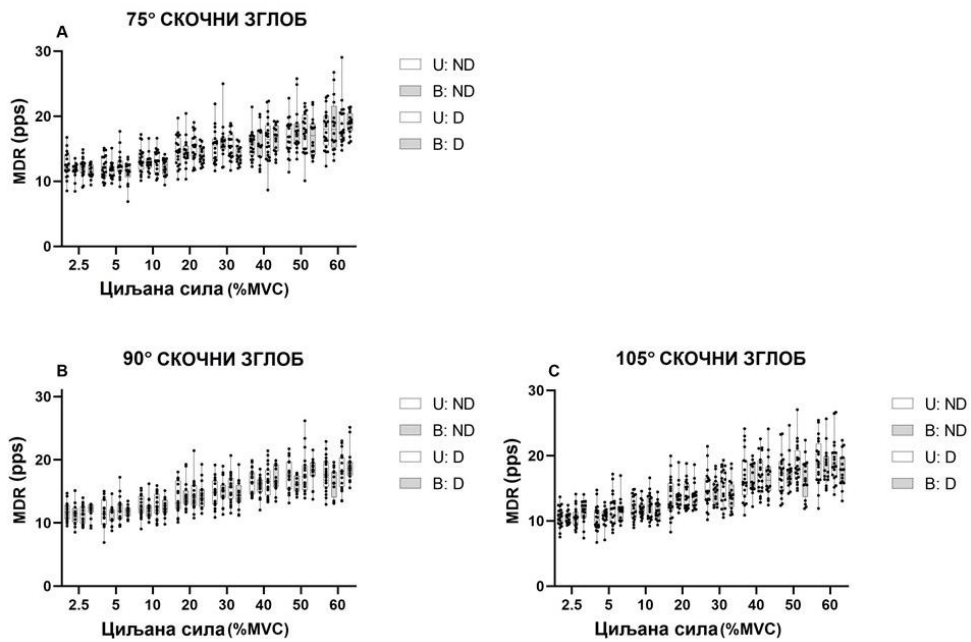 75° СКОЧНИ ЗГЛОБ
A
30
20
10
0
MDR (pps)
2.5 5 10 20 30 40 50 60
Циљана сила (%MVC)
U: ND
B: ND
U: D
B: D
90° СКОЧНИ ЗГЛОБ
B
30
20
10
0
MDR (pps)
2.5 5 10 20 30 40 50 60
Циљана сила (%MVC)
U: ND
B: ND
U: D
B: D
105° СКОЧНИ ЗГЛОБ
C
30
20
10
0
MDR (pps)
2.5 5 10 20 30 40 50 60
Циљана сила (%MVC)
U: ND
B: ND
U: D
B: D